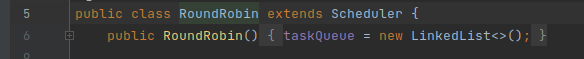 5 public class RoundRobin extends Scheduler {
6 public RoundRobin() { taskQueue = new LinkedList<>(); }